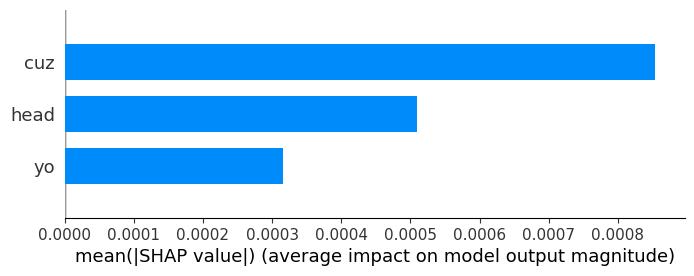 cuz
head
yo
0.0000 0.0001 0.0002 0.0003 0.0004 0.0005 0.0006 0.0007 0.0008
mean(|SHAP value|) (average impact on model output magnitude)